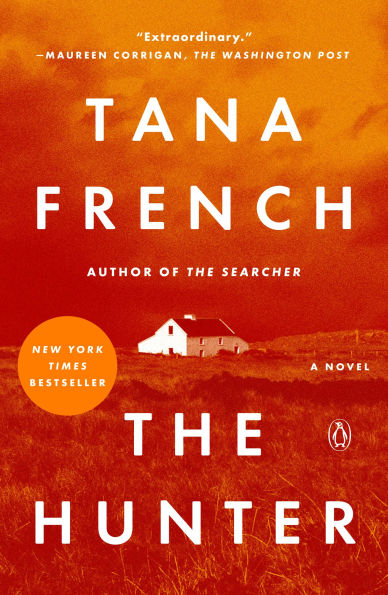 “Extraordinary.”
—MAUREEN CORRIGAN, THE WASHINGTON POST
TANA
FRENCH
AUTHOR OF THE SEARCHER
NEW YORK
TIMES
BESTSELLER
A NOVEL
THE
HUNTER